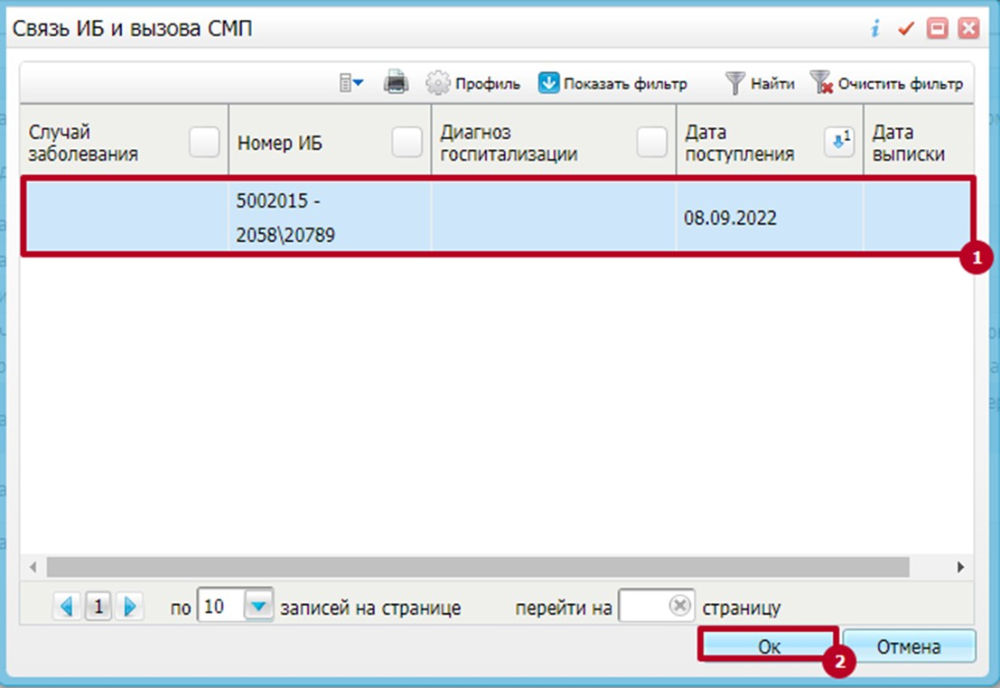 Связь ИБ и вызова СМП
Профиль Показать фильтр Найти Очистить фильтр
Случай
заболевания
Номер ИБ
Диагноз
госпитализации
Дата
поступления
1
Дата
выписки
5002015 -
2058\20789
08.09.2022
1
1 по 10 записей на странице перейти на страницу
Ок
2
Отмена